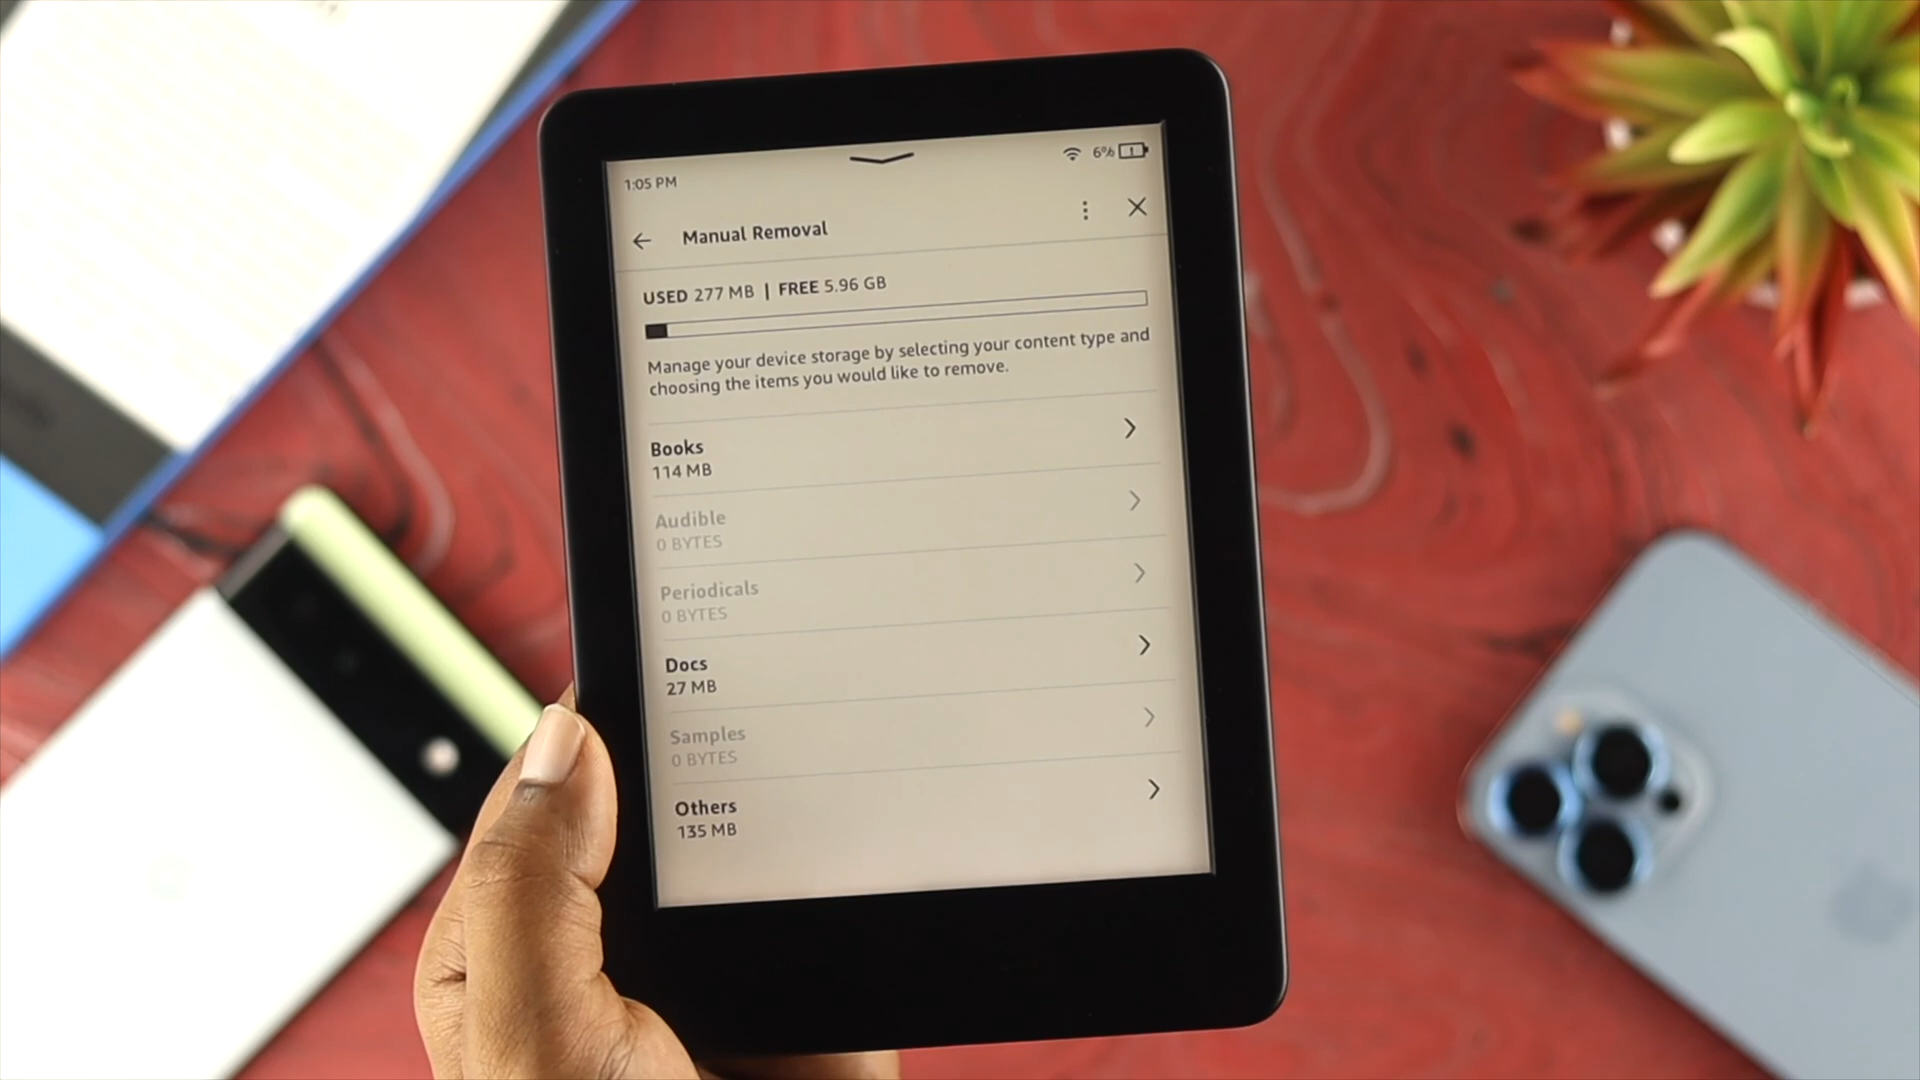 1:05 PM
6%
Manual Removal
USED 277 MB | FREE 5.96 GB
Manage your device storage by selecting your content type and
choosing the items you would like to remove.
Books
114 MB
Audible
0 BYTES
Periodicals
0 BYTES
Docs
27 MB
Samples
0 BYTES
Others
135 MB